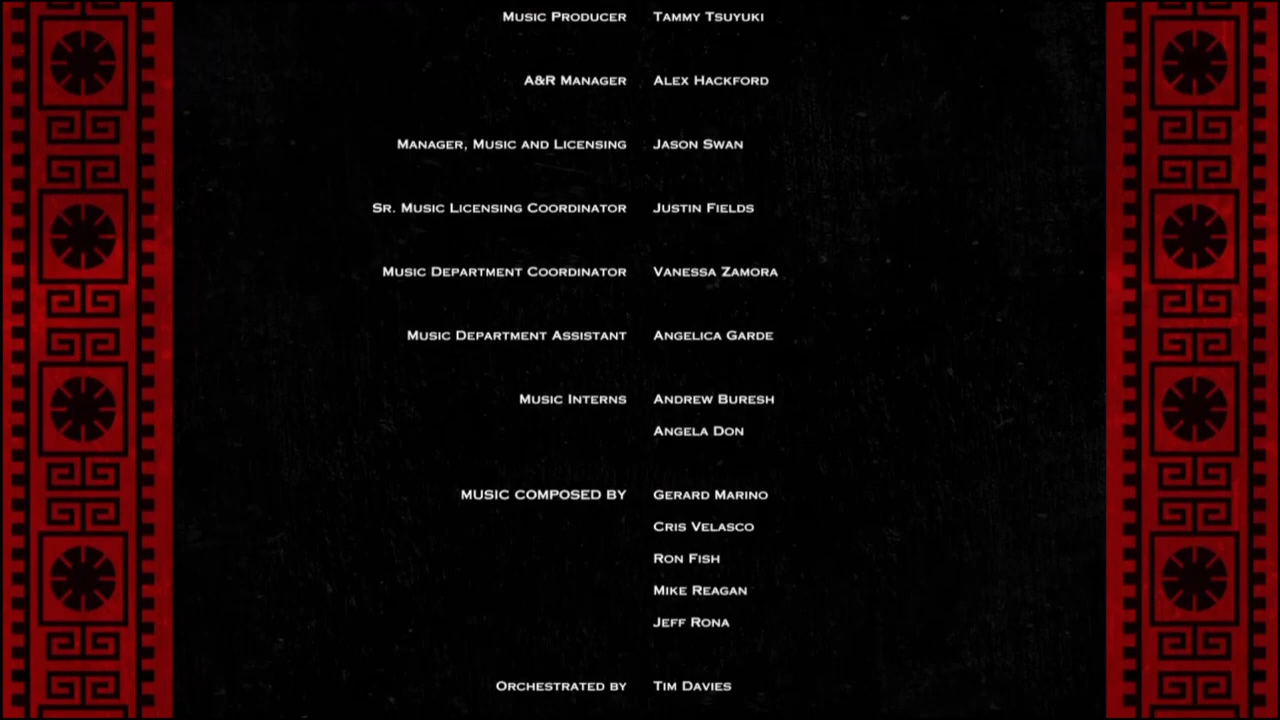 Music Producer Tammy Tsuyuki
A&R Manager Alex Hackford
Manager, Music and Licensing Jason Swan
Sr. Music Licensing Coordinator Justin Fields
Music Department Coordinator Vanessa Zamora
Music Department Assistant Angelica Garde
Music Interns Andrew Buresh
Angela Don
MUSIC COMPOSED BY Gerard Marino
Cris Velasco
Ron Fish
Mike Reagan
Jeff Rona
Orchestrated by Tim Davies